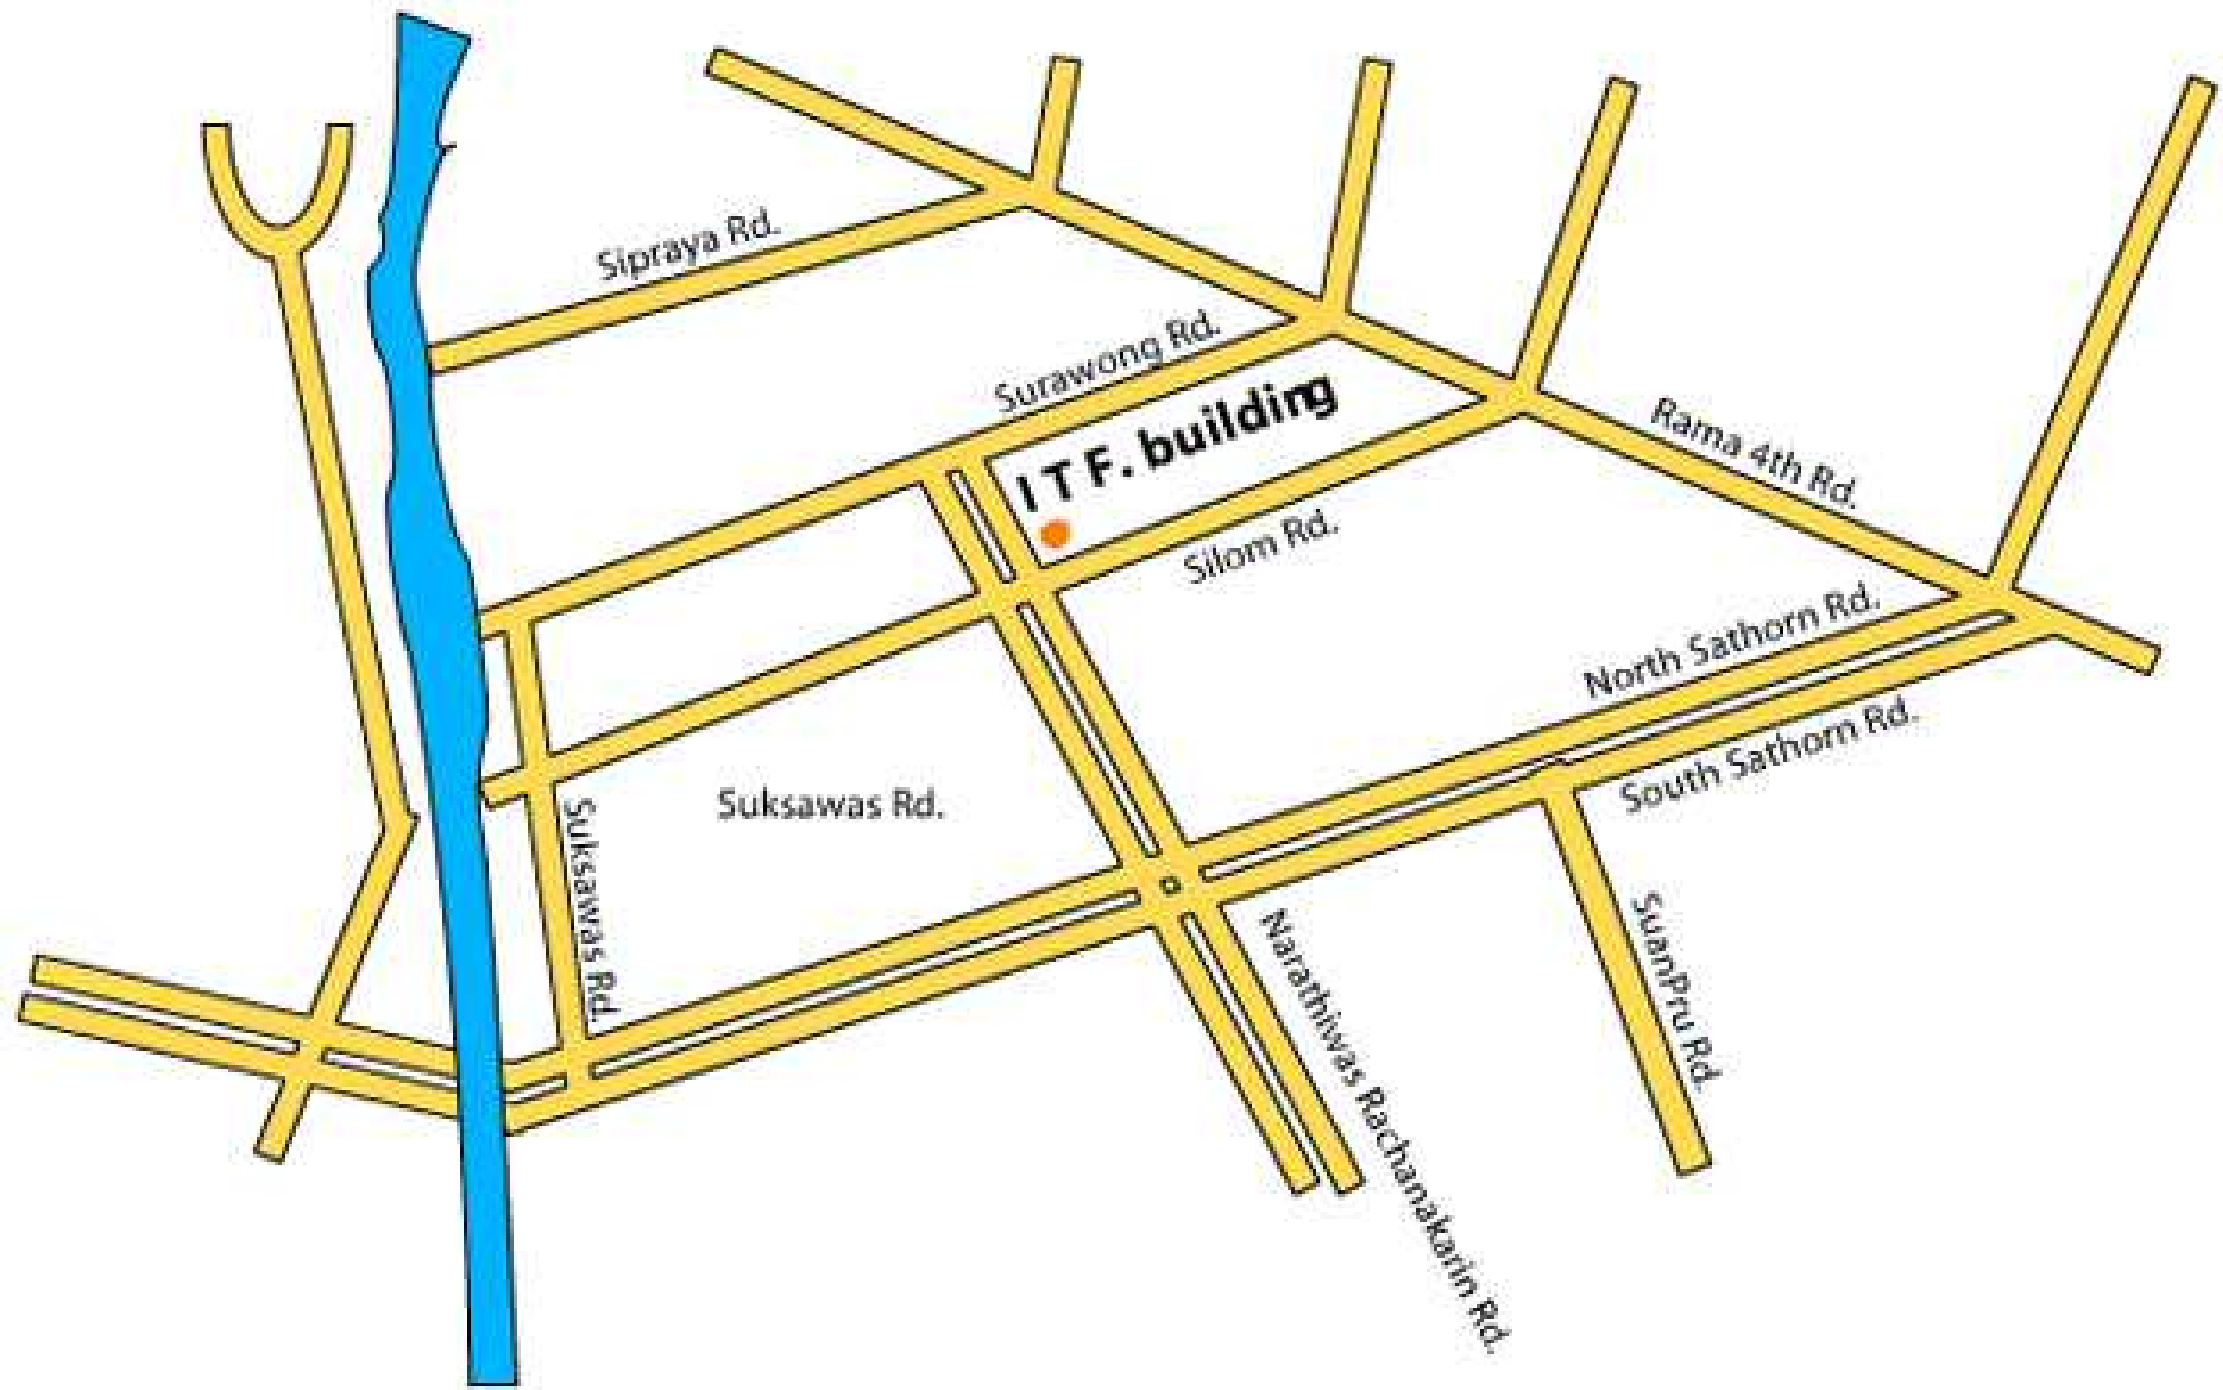 Sipraya Rd.
Surawong Rd.
I T F. building
Rama 4th Rd.
Silom Rd.
North Sathorn Rd.
South Sathorn Rd.
Suksawas Rd.
Suksawas Rd.
SuanPru Rd.
Narathiwas Rachanakarin Rd.